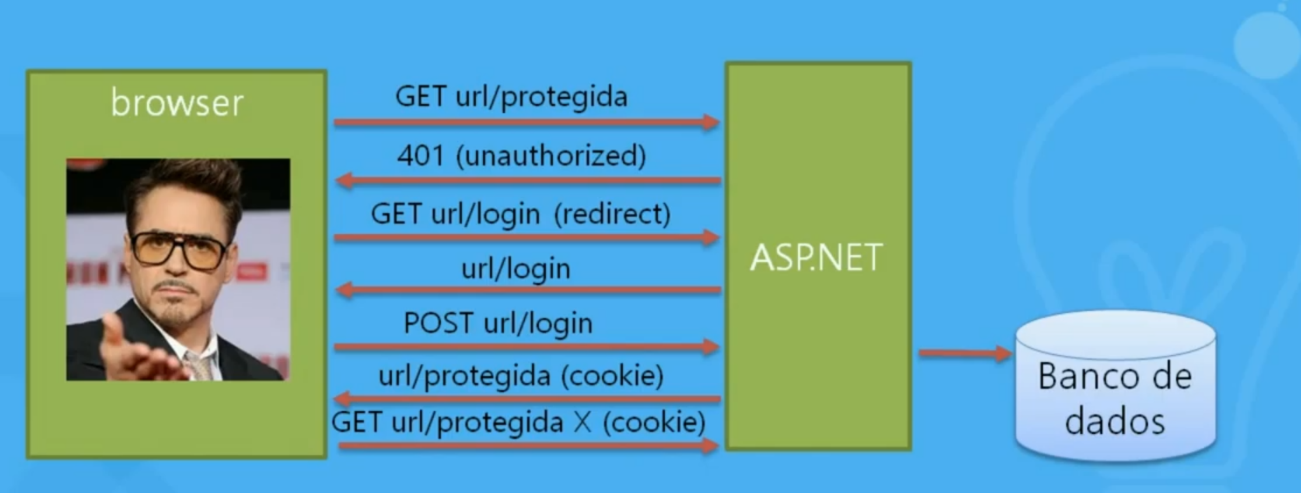 browser
GET url/protegida
401 (unauthorized)
GET url/login (redirect)
url/login
POST url/login
url/protegida (cookie)
GET url/protegida X (cookie)
ASP.NET
Banco de
dados